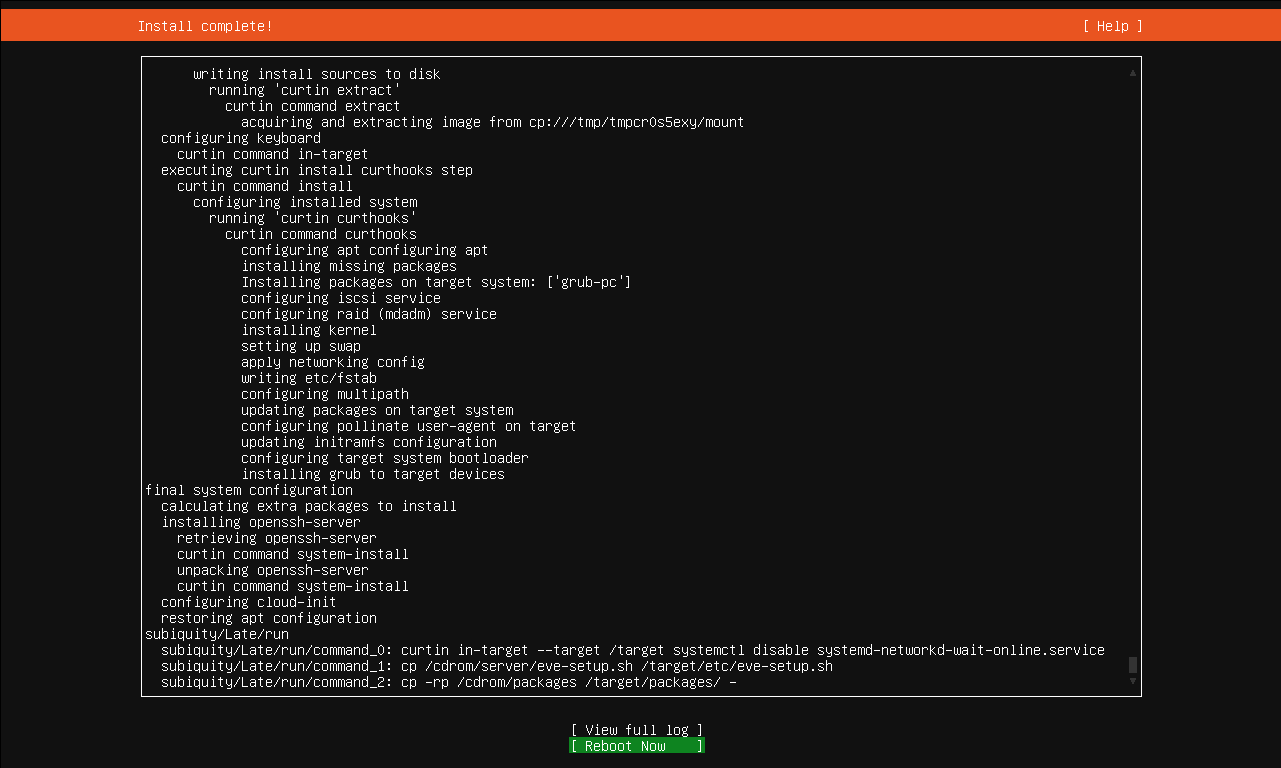 Install complete!
[ Help ]
writing install sources to disk
running 'curtin extract'
curtin command extract
acquiring and extracting image from cp:///tmp/tmpcr0s5exy/mount
configuring keyboard
curtin command in-target
executing curtin install curthooks step
curtin command install
configuring installed system
running 'curtin curthooks'
curtin command curthooks
configuring apt configuring apt
installing missing packages
Installing packages on target system: ['grub-pc']
configuring iscsi service
configuring raid (mdadm) service
installing kernel
setting up swap
apply networking config
writing etc/fstab
configuring multipath
updating packages on target system
configuring pollinate user-agent on target
updating initramfs configuration
configuring target system bootloader
installing grub to target devices
final system configuration
calculating extra packages to install
installing openssh-server
retrieving openssh-server
curtin command system-install
unpacking openssh-server
curtin command system-install
configuring cloud-init
restoring apt configuration
subiquity/Late/run
subiquity/Late/run/command_0: curtin in-target --target /target systemctl disable systemd-networkd-wait-online.service
subiquity/Late/run/command_1: cp /cdrom/server/eve-setup.sh /target/etc/eve-setup.sh
subiquity/Late/run/command_2: cp -rp /cdrom/packages /target/packages/ -
[ View full log ]
[ Reboot Now ]